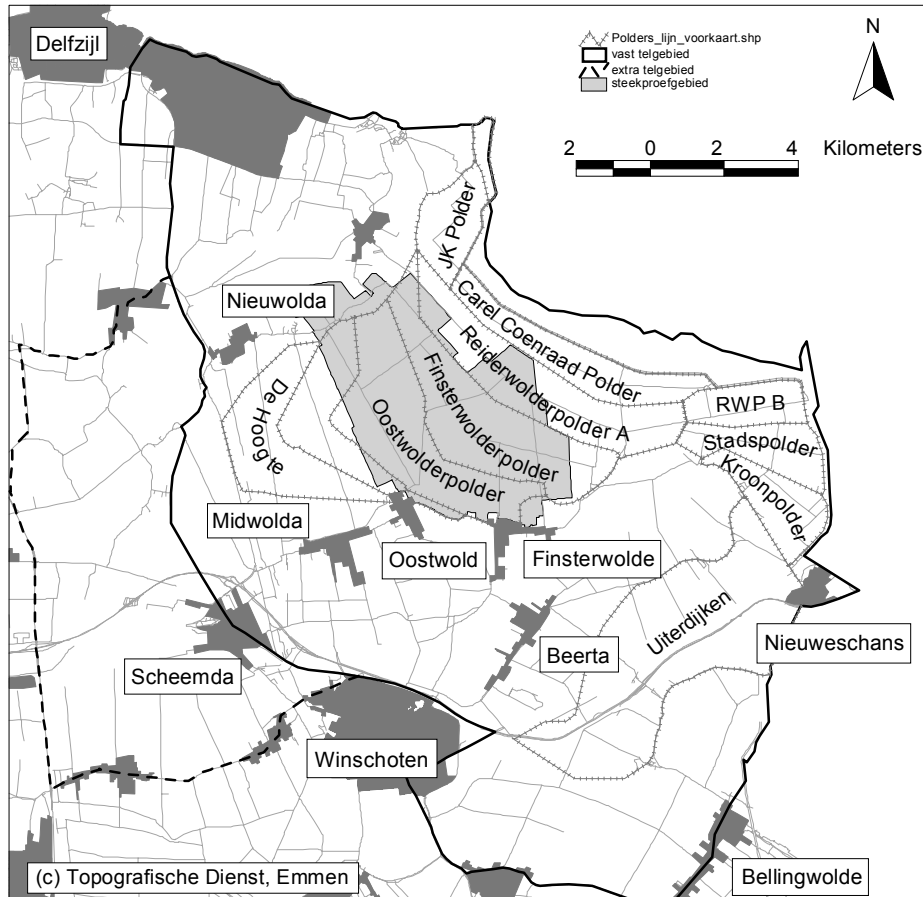 Delfzijl
Polders_lijn_voorkaart.shp
vast telgebied
extra telgebied
steekproefgebied
N
2 0 2 4 Kilometers
JK Polder
Nieuwolda
Carel Coenraad Polder
Reiderwolderpolder A
Finsterwolderpolder
Oostwolderpolder
De Hoogte
RWP B
Stadspolder
Kroonpolder
Midwolda
Oostwold
Finsterwolde
Uiterdijken
Nieuweschans
Beerta
Scheemda
Winschoten
(c) Topografische Dienst, Emmen
Bellingwolde